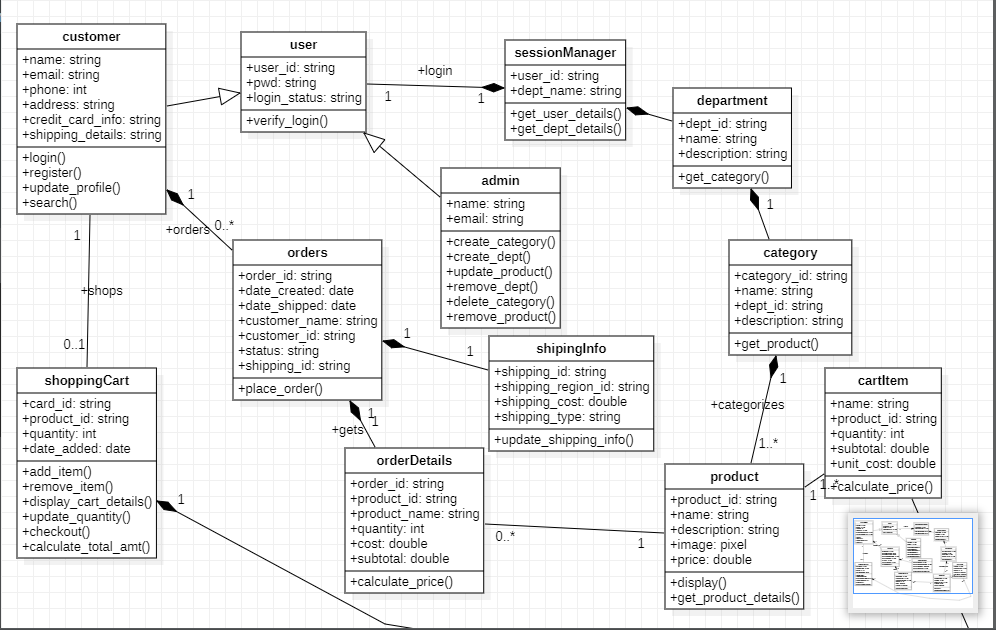 customer
+name: string
+email: string
+phone: int
+address: string
+credit_card_info: string
+shipping_details: string
+login()
+register()
+update_profile()
+search()
user
+user_id: string
+pwd: string
+login_status: string
+verify_login()
+login
1
1
sessionManager
+user_id: string
+dept_name: string
+get_user_details()
+get_dept_details()
department
+dept_id: string
+name: string
+description: string
+get_category()
1
admin
+name: string
+email: string
+create_category()
+create_dept()
+update_product()
+remove_dept()
+delete_category()
+remove_product()
1
+orders
0..*
1
+shops
0..1
orders
+order_id: string
+date_created: date
+date_shipped: date
+customer_name: string
+customer_id: string
+status: string
+shipping_id: string
+place_order()
category
+category_id: string
+name: string
+dept_id: string
+description: string
+get_product()
1
+categorizes
1..*
1
1
shipingInfo
+shipping_id: string
+shipping_region_id: string
+shipping_cost: double
+shipping_type: string
+update_shipping_info()
shoppingCart
+card_id: string
+product_id: string
+quantity: int
+date_added: date
+add_item()
+remove_item()
+display_cart_details()
+update_quantity()
+checkout()
+calculate_total_amt()
1
1
1
+gets
orderDetails
+order_id: string
+product_id: string
+product_name: string
+quantity: int
+cost: double
+subtotal: double
+calculate_price()
0..*
1
product
+product_id: string
+name: string
+description: string
+image: pixel
+price: double
+display()
+get_product_details()
1
1..*
cartItem
+name: string
+product_id: string
+quantity: int
+subtotal: double
+unit_cost: double
+calculate_price()